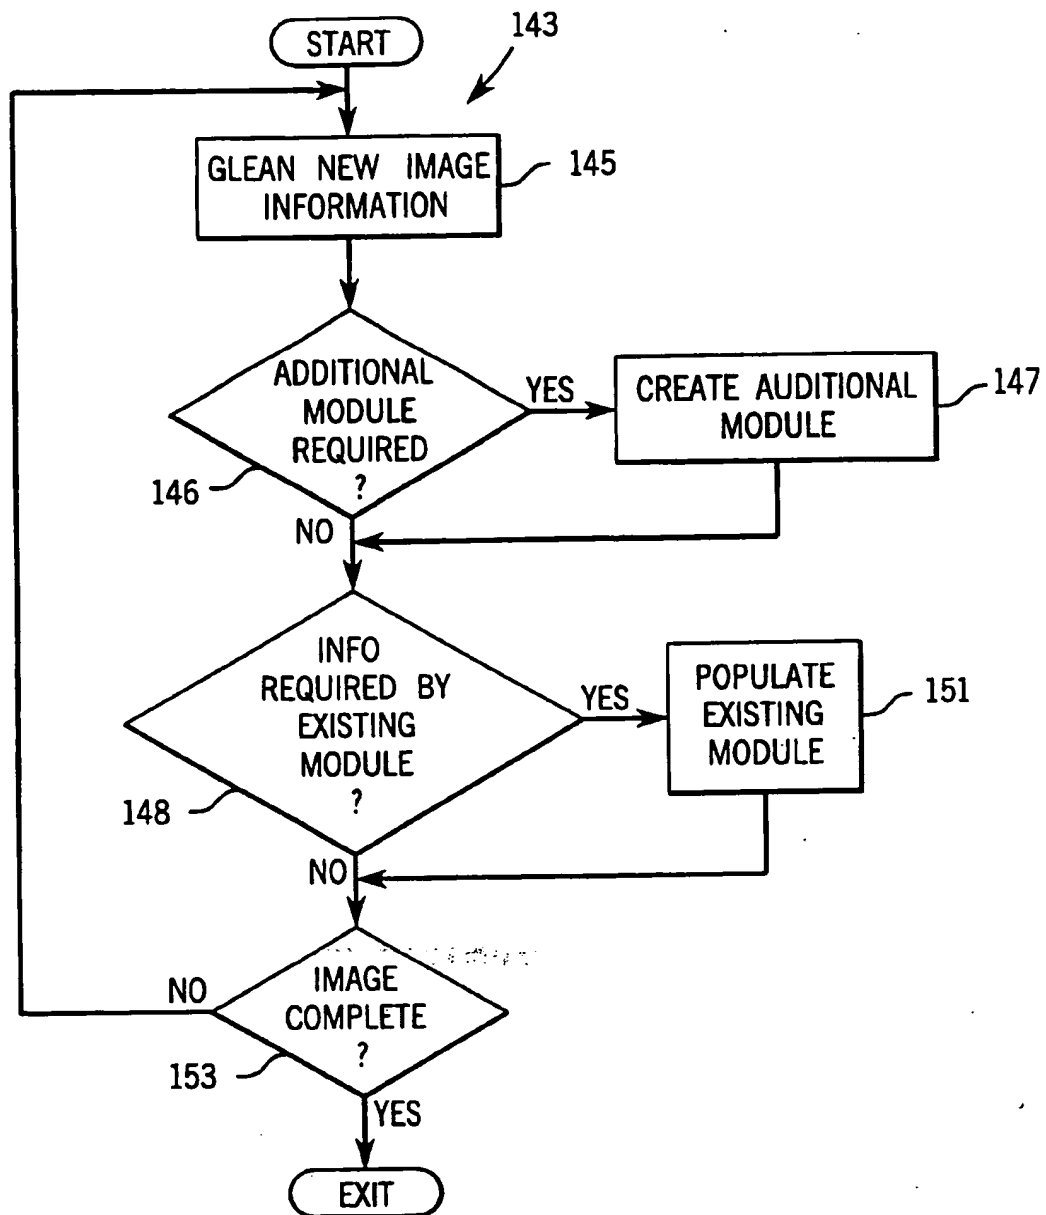 START
143
GLEAN NEW IMAGE
INFORMATION
145
ADDITIONAL
MODULE
REQUIRED
?
146
YES
CREATE AUDITIONAL
MODULE
147
NO
INFO
REQUIRED BY
EXISTING
MODULE
?
148
YES
POPULATE
EXISTING
MODULE
151
NO
IMAGE
COMPLETE
?
153
NO
YES
EXIT